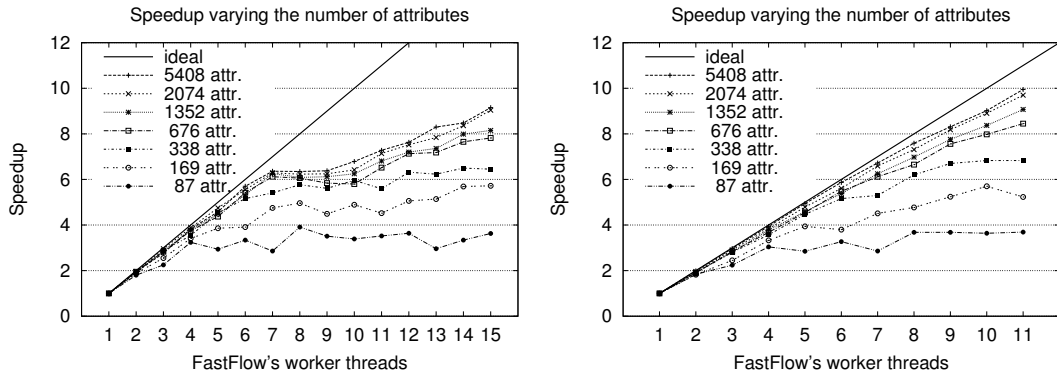 Speedup varying the number of attributes
12
10
8
6
4
2
0
Speedup
ideal
5408 attr.
2074 attr.
1352 attr.
676 attr.
338 attr.
169 attr.
87 attr.
1 2 3 4 5 6 7 8 9 10 11 12 13 14 15
FastFlow's worker threads
Speedup varying the number of attributes
12
10
8
6
4
2
0
Speedup
ideal
5408 attr.
2074 attr.
1352 attr.
676 attr.
338 attr.
169 attr.
87 attr.
1 2 3 4 5 6 7 8 9 10 11
FastFlow's worker threads